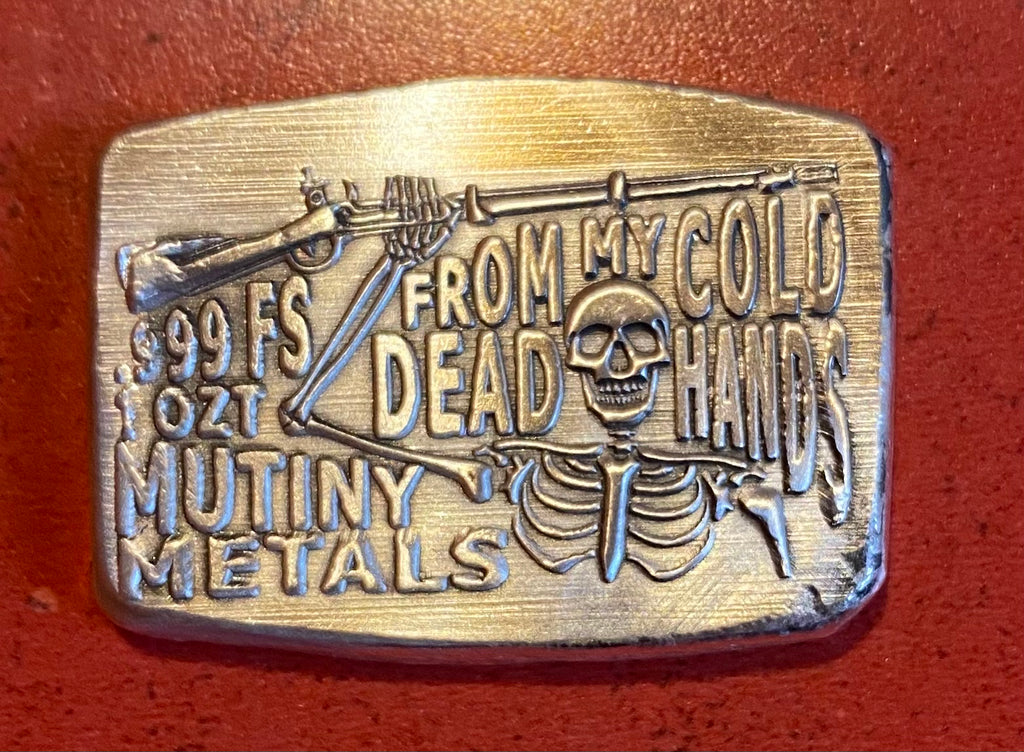 FROM MY COLD
DEAD HANDS
999 FS
1 OZT
MUTINY
METALS